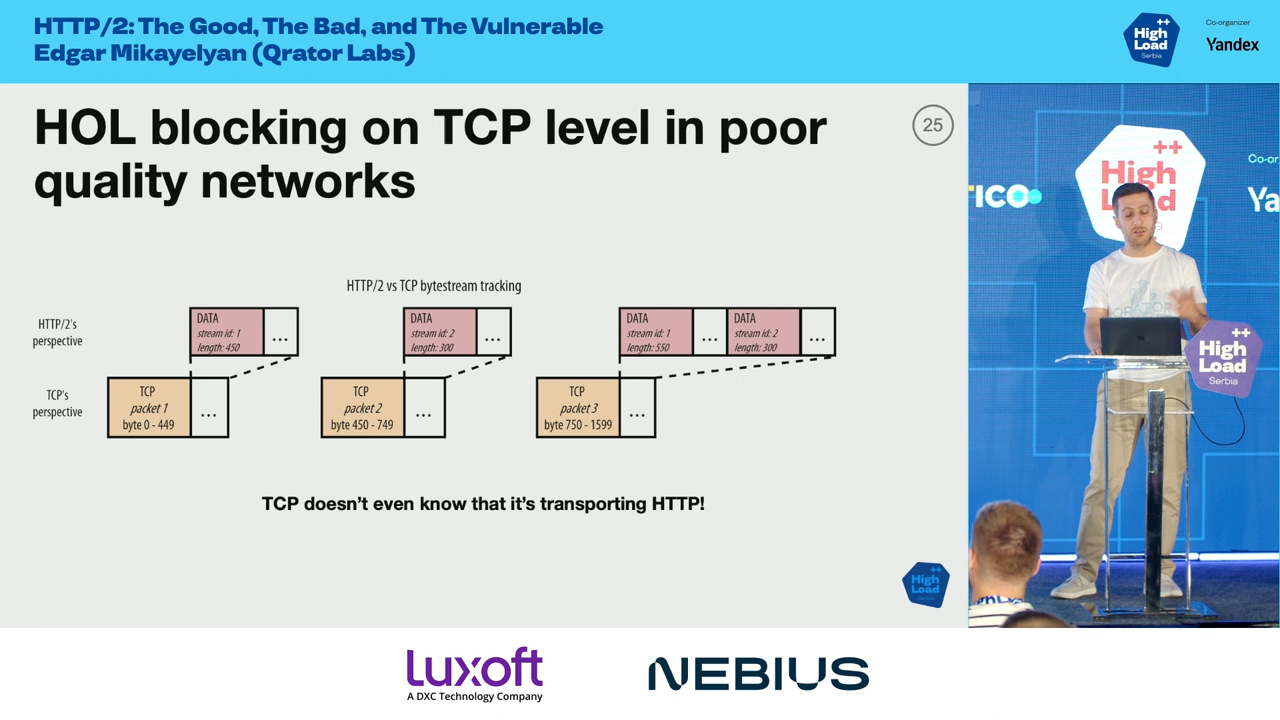 HTTP/2: The Good, The Bad, and The Vulnerable
Edgar Mikayelyan (Qrator Labs)
++
High
Load
Serbia
Co-organizer
Yandex
HOL blocking on TCP level in poor
quality networks
25
HTTP/2 vs TCP bytestream tracking
HTTP/2's
perspective
DATA
stream id: 1
length: 450
...
DATA
stream id: 2
length: 300
...
DATA
stream id: 1
length: 550
...
DATA
stream id: 2
length: 300
...
TCP's
perspective
TCP
packet 1
byte 0 - 449
...
TCP
packet 2
byte 450 - 749
...
TCP
packet 3
byte 750 - 1599
...
TCP doesn't even know that it's transporting HTTP!
++
High
Load
Serbia
++
High
Co-or
ICO
Ya
++
High
Load
Serbia
Luxoft
A DXC Technology Company
NEBIUS